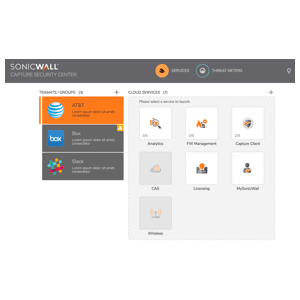 SONICWALL
CAPTURE SECURITY CENTER
SERVICES
THREAT METERS
TENANTS / GROUPS (3)
+
CLOUD SERVICES (7)
+
AT&T
Lorem ipsum dolor sit amet,
consectetur
box
Box
Lorem ipsum dolor sit amet,
consectetur
Slack
Lorem ipsum dolor sit amet,
consectetur
Please select a service to launch
Analytics
FW Management
Capture Client
CAS
Licensing
MySonicWall
Wireless